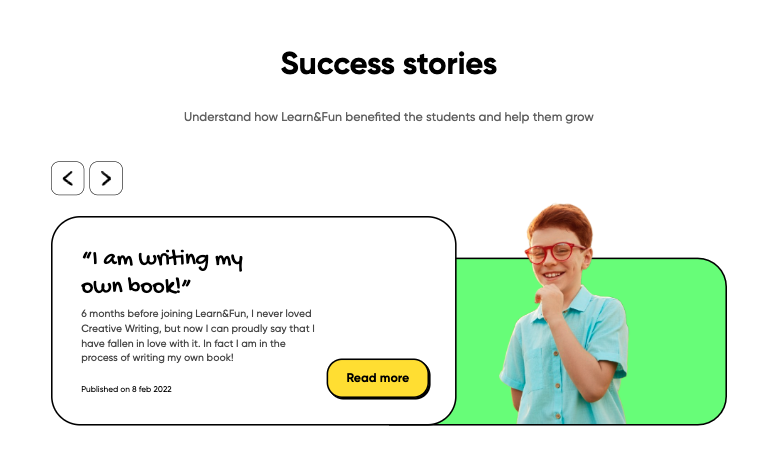 Success stories
Understand how Learn&Fun benefited the students and help them grow
“I am writing my
own book!”
6 months before joining Learn&Fun, I never loved
Creative Writing, but now I can proudly say that I
have fallen in love with it. In fact I am in the
process of writing my own book!
Read more
Published on 8 feb 2022